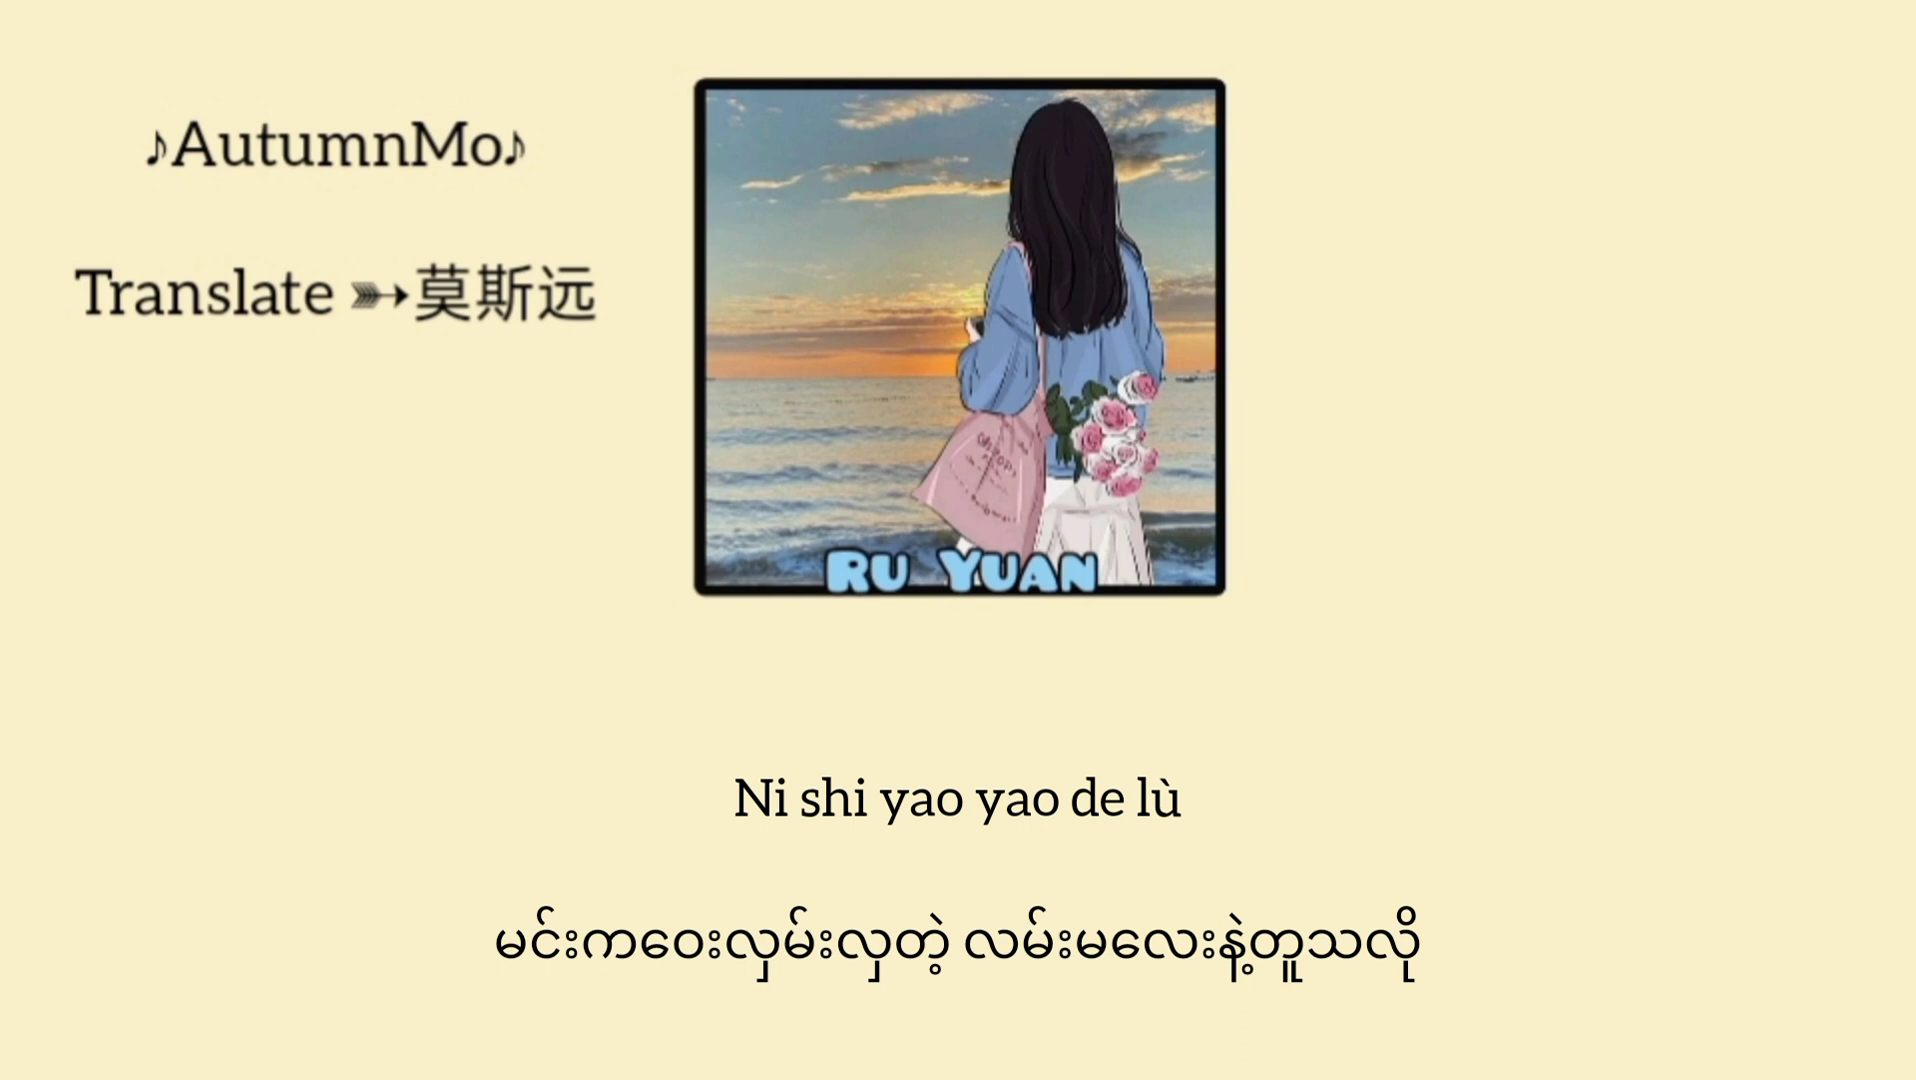 ♪AutumnMo♪
Translate ➳莫斯远
RU YUAN
Ni shi yao yao de lù
မင်းကဝေးလှမ်းလှတဲ့ လမ်းမလေးနဲ့တူသလို